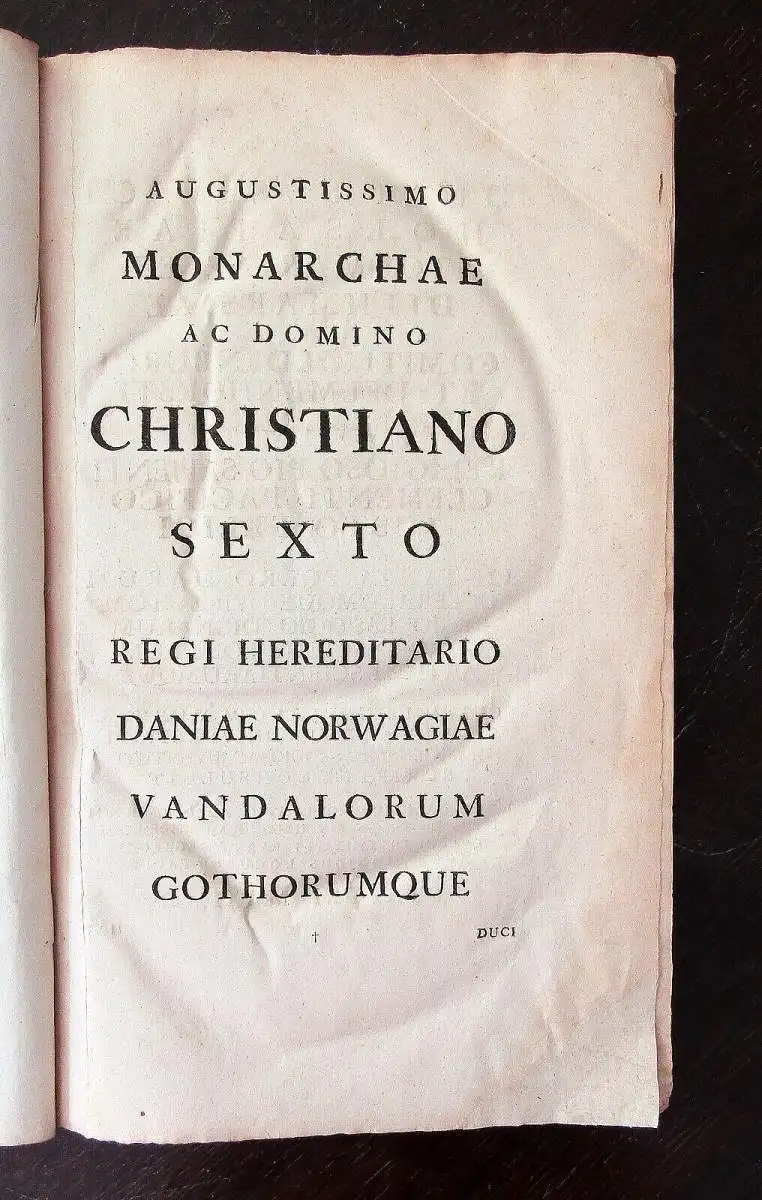 AUGUSTISSIMO
MONARCHAE
AC DOMINO
CHRISTIANO
SEXTO
REGI HEREDITARIO
DANIAE NORWAGIAE
VANDALORUM
GOTHORUMQUE
† DUCI